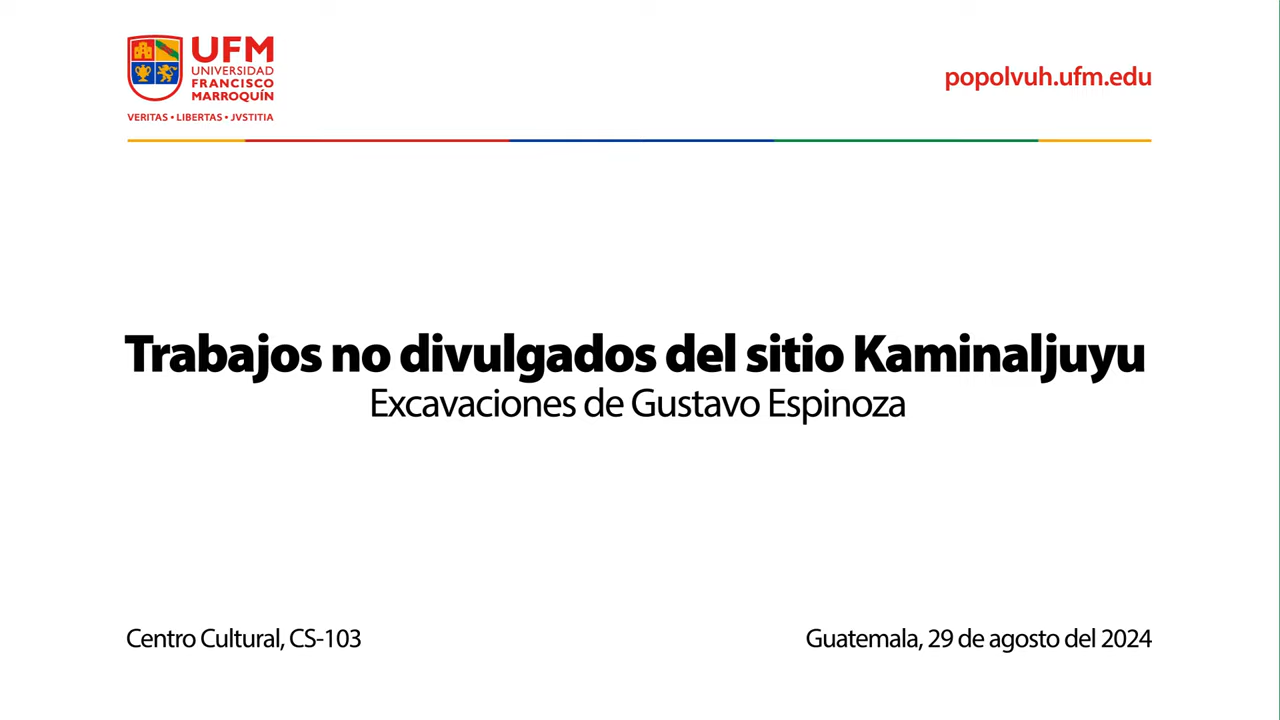 UFM
UNIVERSIDAD
FRANCISCO
MARROQUÍN
VERITAS • LIBERTAS • JVSTITIA
popolvuh.ufm.edu
Trabajos no divulgados del sitio Kaminaljuyu
Excavaciones de Gustavo Espinoza
Centro Cultural, CS-103
Guatemala, 29 de agosto del 2024